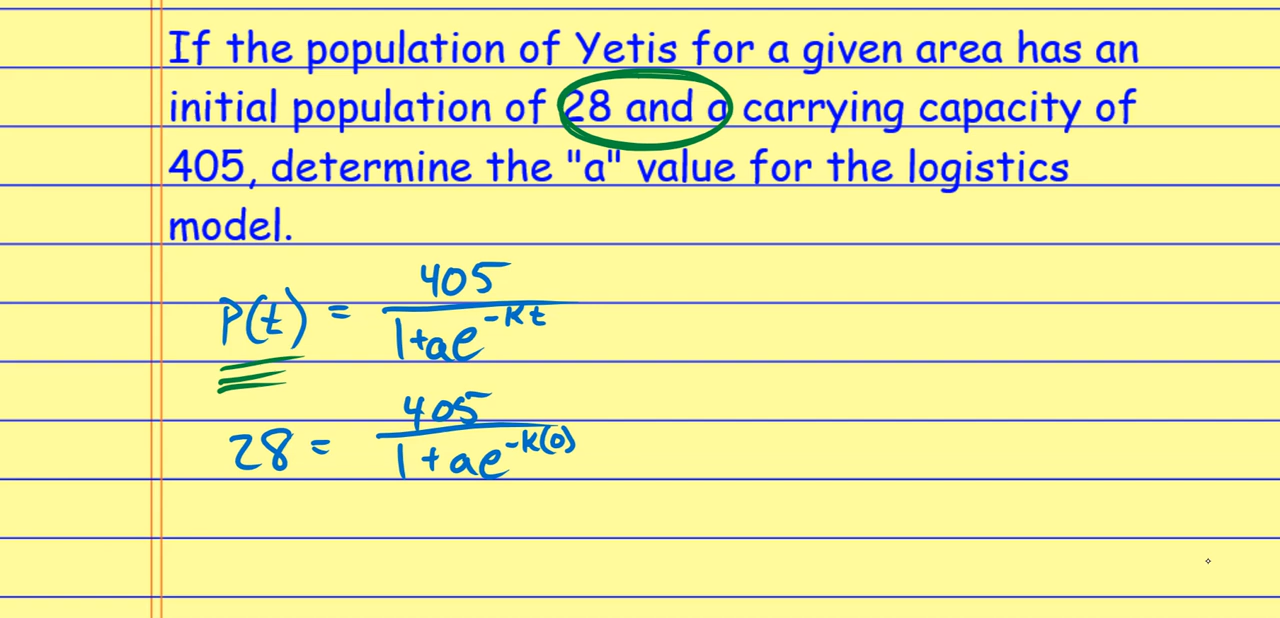 If the population of Yetis for a given area has an
initial population of 28 and a carrying capacity of
405, determine the "a" value for the logistics
model.
P(t) = 405 / 1+ae^-kt
28 = 405 / 1+ae^-k(0)